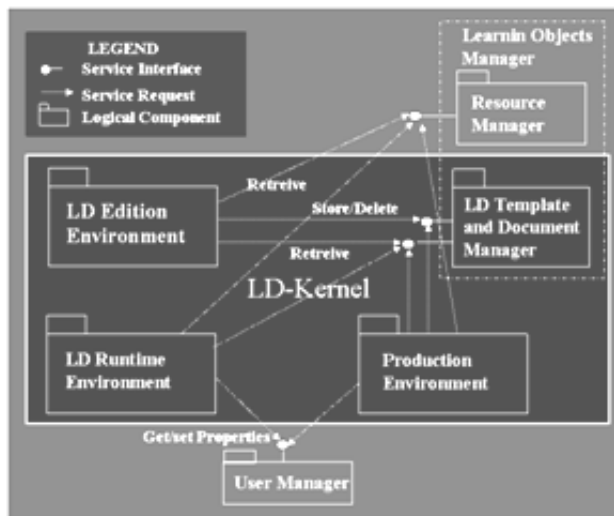 LEGEND
Service Interface
Service Request
Logical Component
Learnin Objects
Manager
Resource
Manager
Retreive
LD Edition
Environment
Store/Delete
LD Template
and Document
Manager
Retreive
LD-Kernel
LD Runtime
Environment
Production
Environment
Get/set Properties
User Manager